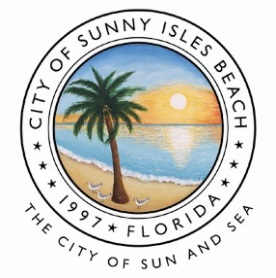 CITY OF SUNNY ISLES BEACH
★ ★ ★ 1997 ★ FLORIDA ★ ★ ★
THE CITY OF SUN AND SEA